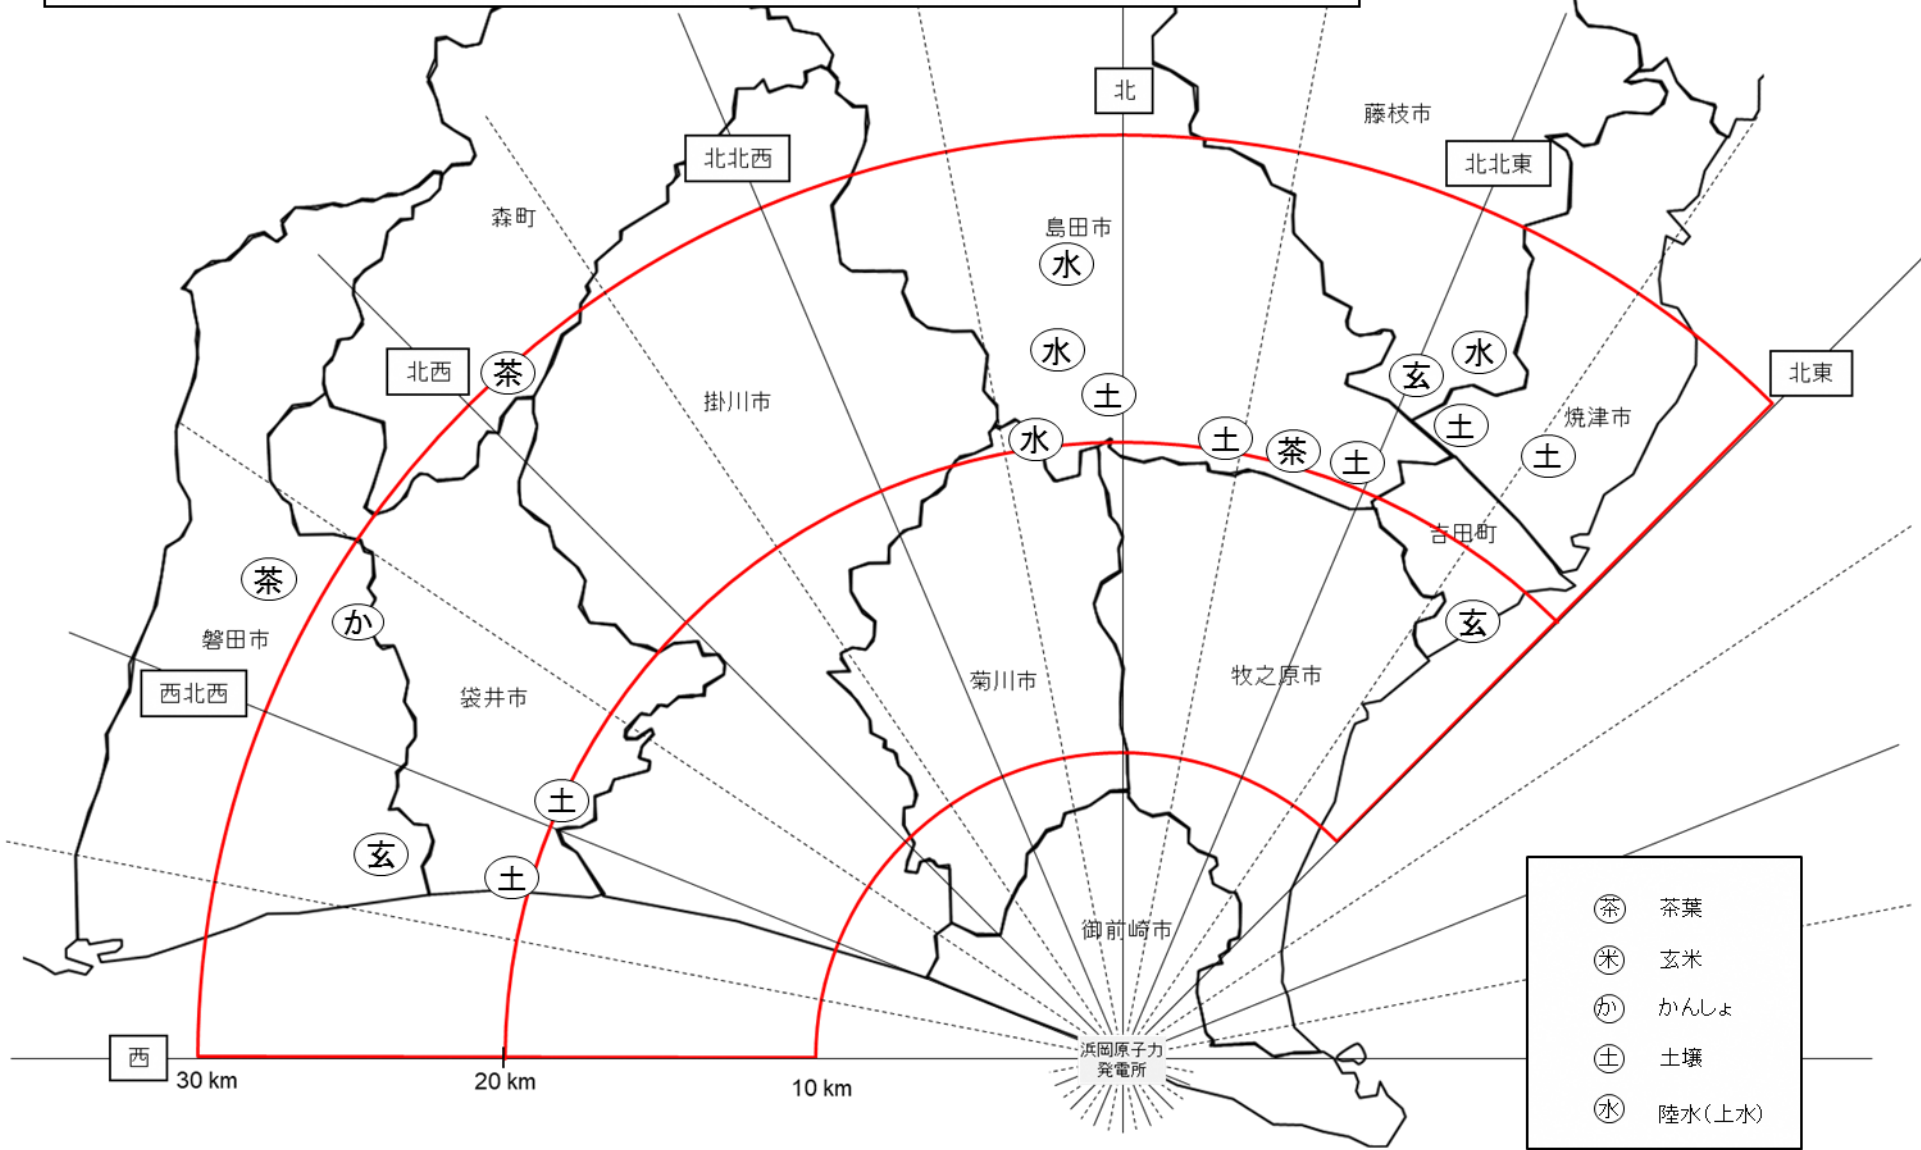 北
藤枝市
北北西
北北東
森町
島田市
水
水
北西
茶
玄
水
北東
掛川市
土
焼津市
水
土
茶
土
土
土
吉田町
茶
か
玄
磐田市
西北西
袋井市
菊川市
牧之原市
土
玄
土
御前崎市
浜岡原子力
発電所
西
30 km
20 km
10 km
茶 茶葉
米 玄米
か かんしょ
土 土壌
水 陸水(上水)